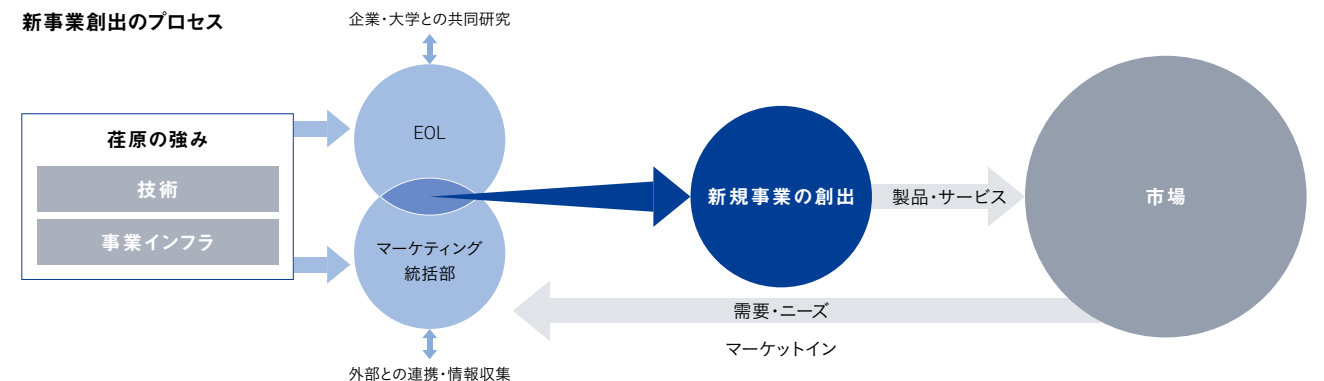 新事業創出のプロセス
企業・大学との共同研究
荏原の強み
技術
事業インフラ
EOL
マーケティング
統括部
外部との連携・情報収集
新規事業の創出
製品・サービス
市場
需要・ニーズ
マーケットイン